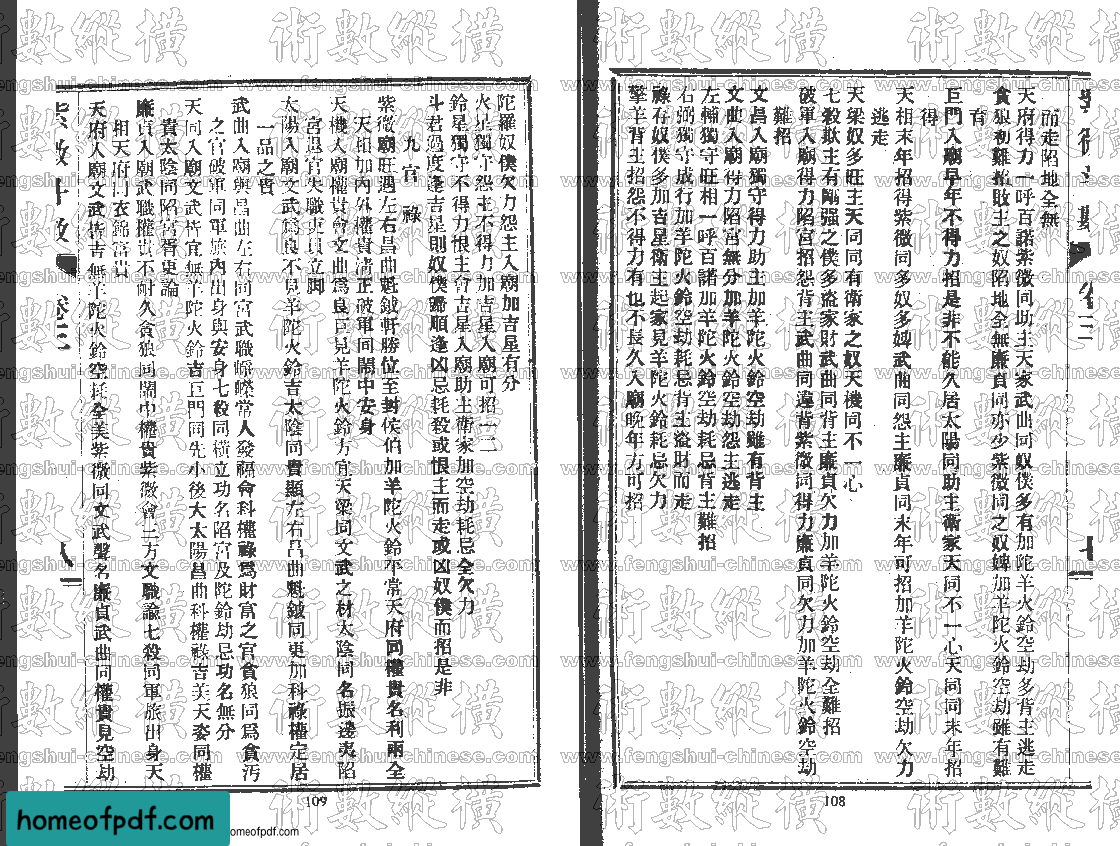 而走陷地全無
天府得力一呼百諾紫微同助主天家武曲同奴僕多有加陀羊火鈴空劫多背主逃走
貪狼初難招敗主之奴陷地全無廉貞同亦少紫微同之奴婢加羊陀火鈴空劫雖有難
育
巨門入廟早年不得力招是非不能久居太陽同助主衛家天同不一心天同同末年招
得
天相末年招得紫微同多奴多婢武曲同怨主廉貞同末年可招加羊陀火鈴空劫欠力
逃走
天梁奴多旺主天同同有衛家之奴天機同不一心
七殺欺主有剛强之僕多盜家財武曲同背主廉貞欠力加羊陀火鈴空劫全難招
破軍入廟得力陷宮招怨背主武曲同違背紫微同得力廉貞同欠力加羊陀火鈴空劫
難招
文昌入廟獨守得力助主加羊陀火鈴空劫雖有背主
文曲入廟得力陷宮無分加羊陀火鈴空劫怨主逃走
左輔獨守旺相一呼百諾加羊陀火鈴空劫耗忌背主難招
右弼獨守成行加羊陀火鈴空劫耗忌背主盜財而走
祿存奴僕多加吉星衛主起家見羊陀火鈴耗忌欠力
擎羊背主招怨不得力有也不長久入廟晚年方可招
108
陀羅奴僕欠力怨主入廟加吉星有分
火星獨守怨主不得力加吉星入廟可招一二
鈴星獨守不得力恨主會吉星入廟助主衛家加空劫耗忌全欠力
斗君過度逢吉星則奴僕歸順逢凶忌耗殺或恨主而走或凶奴僕而招是非
九官祿
紫微廟旺遇左右昌曲魁鉞軒勝位至封侯伯加羊陀火鈴平常天府同權貴名利兩全
天相加內外權貴清正破軍同鬧中安身
天機入廟權貴會文曲爲良臣見羊陀火鈴方宜天梁同文武之材太陰同名振邊夷陷
宮退官失職吏員立脚
太陽入廟文武爲良不見羊陀火鈴吉太陰同貴顯左右昌曲魁鉞同更加科祿權定居
一品之貴
武曲入廟與昌曲左右同宮武職崢嶸常人發福會科權祿爲財富之官貪狼同爲貪汚
之官破軍同軍旅內出身與安身七殺同橫立功名陷宮及陀鈴劫忌功名無分
天同入廟文武皆宜無羊陀火鈴吉巨門同先小後大太陽昌曲科權祿吉美天姿同權
貴太陰同陷宮胥吏論
廉貞入廟武職權貴不耐久貪狼同鬧中權貴紫微會三方文職論七殺同軍旅出身天
相天府同衣錦富貴
天府入廟文武皆吉無羊陀火鈴空耗全美紫微同文武聲名廉貞武曲同權貴見空劫
109
homeofpdf.com
homeofpdf.com
術數縱橫
www.fengshui-chinese.com